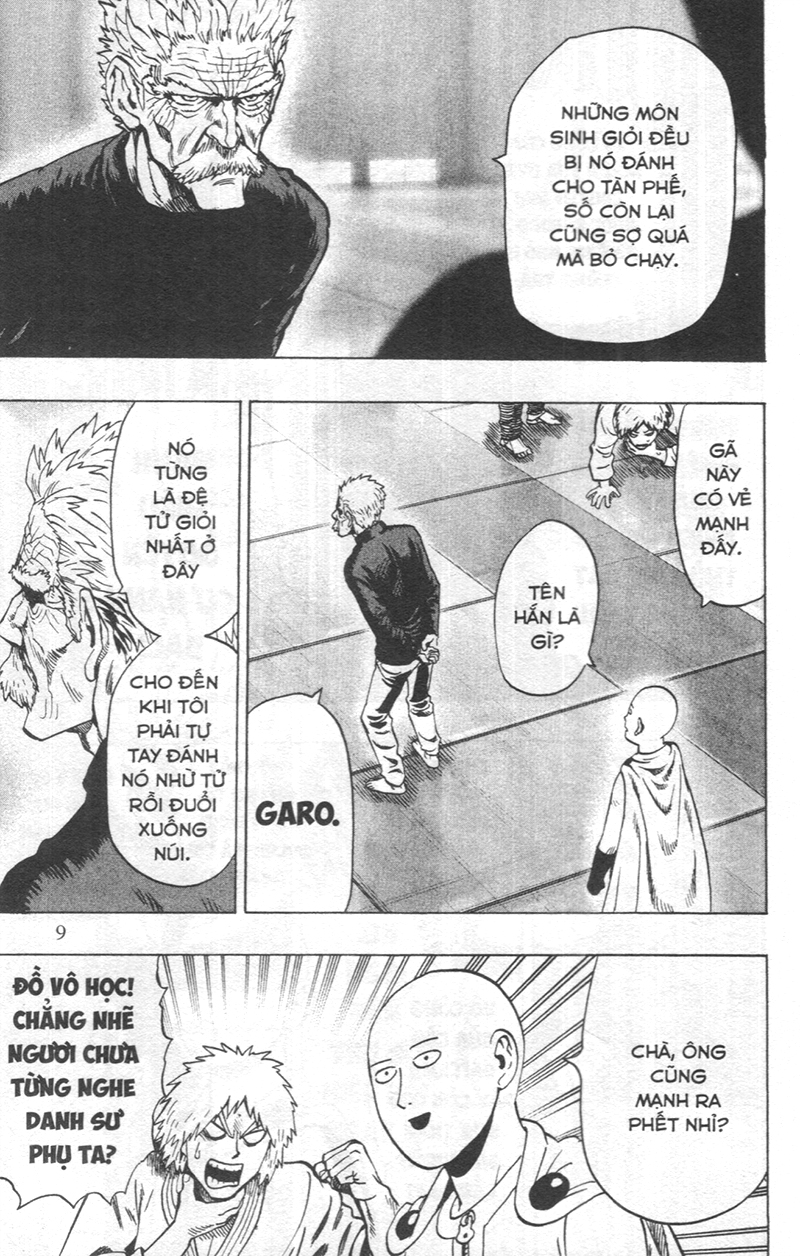 NHỮNG MÔN
SINH GIỎI ĐỀU
BỊ NÓ ĐÁNH
CHO TÀN PHẾ,
SỐ CÒN LẠI
CŨNG SỢ QUÁ
MÀ BỎ CHẠY.
GÃ
NÀY
CÓ VẺ
MẠNH
ĐẤY.
TÊN
HẮN LÀ
GÌ?
GARO.
NÓ
TỪNG
LÀ ĐỆ
TỬ GIỎI
NHẤT Ở
ĐÂY
CHO ĐẾN
KHI TÔI
PHẢI TỰ
TAY ĐÁNH
NÓ NHỪ TỬ
RỒI ĐUỔI
XUỐNG
NÚI.
9
CHÀ, ÔNG
CŨNG
MẠNH RA
PHẾT NHỈ?
ĐỒ VÔ HỌC!
CHẲNG NHẼ
NGƯƠI CHƯA
TỪNG NGHE
DANH SƯ
PHỤ TA?